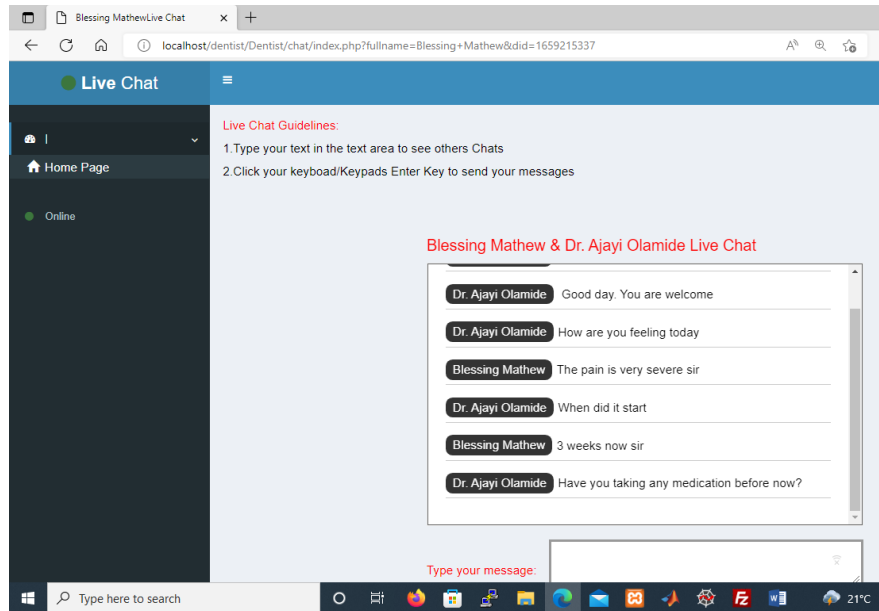 Blessing MathewLive Chat
localhost/dentist/Dentist/chat/index.php?fullname=Blessing+Mathew&did=1659215337
Live Chat
|
Home Page
Online
Live Chat Guidelines:
1.Type your text in the text area to see others Chats
2.Click your keyboad/Keypads Enter Key to send your messages
Blessing Mathew & Dr. Ajayi Olamide Live Chat
Dr. Ajayi Olamide Good day. You are welcome
Dr. Ajayi Olamide How are you feeling today
Blessing Mathew The pain is very severe sir
Dr. Ajayi Olamide When did it start
Blessing Mathew 3 weeks now sir
Dr. Ajayi Olamide Have you taking any medication before now?
Type your message:
Type here to search
21°C